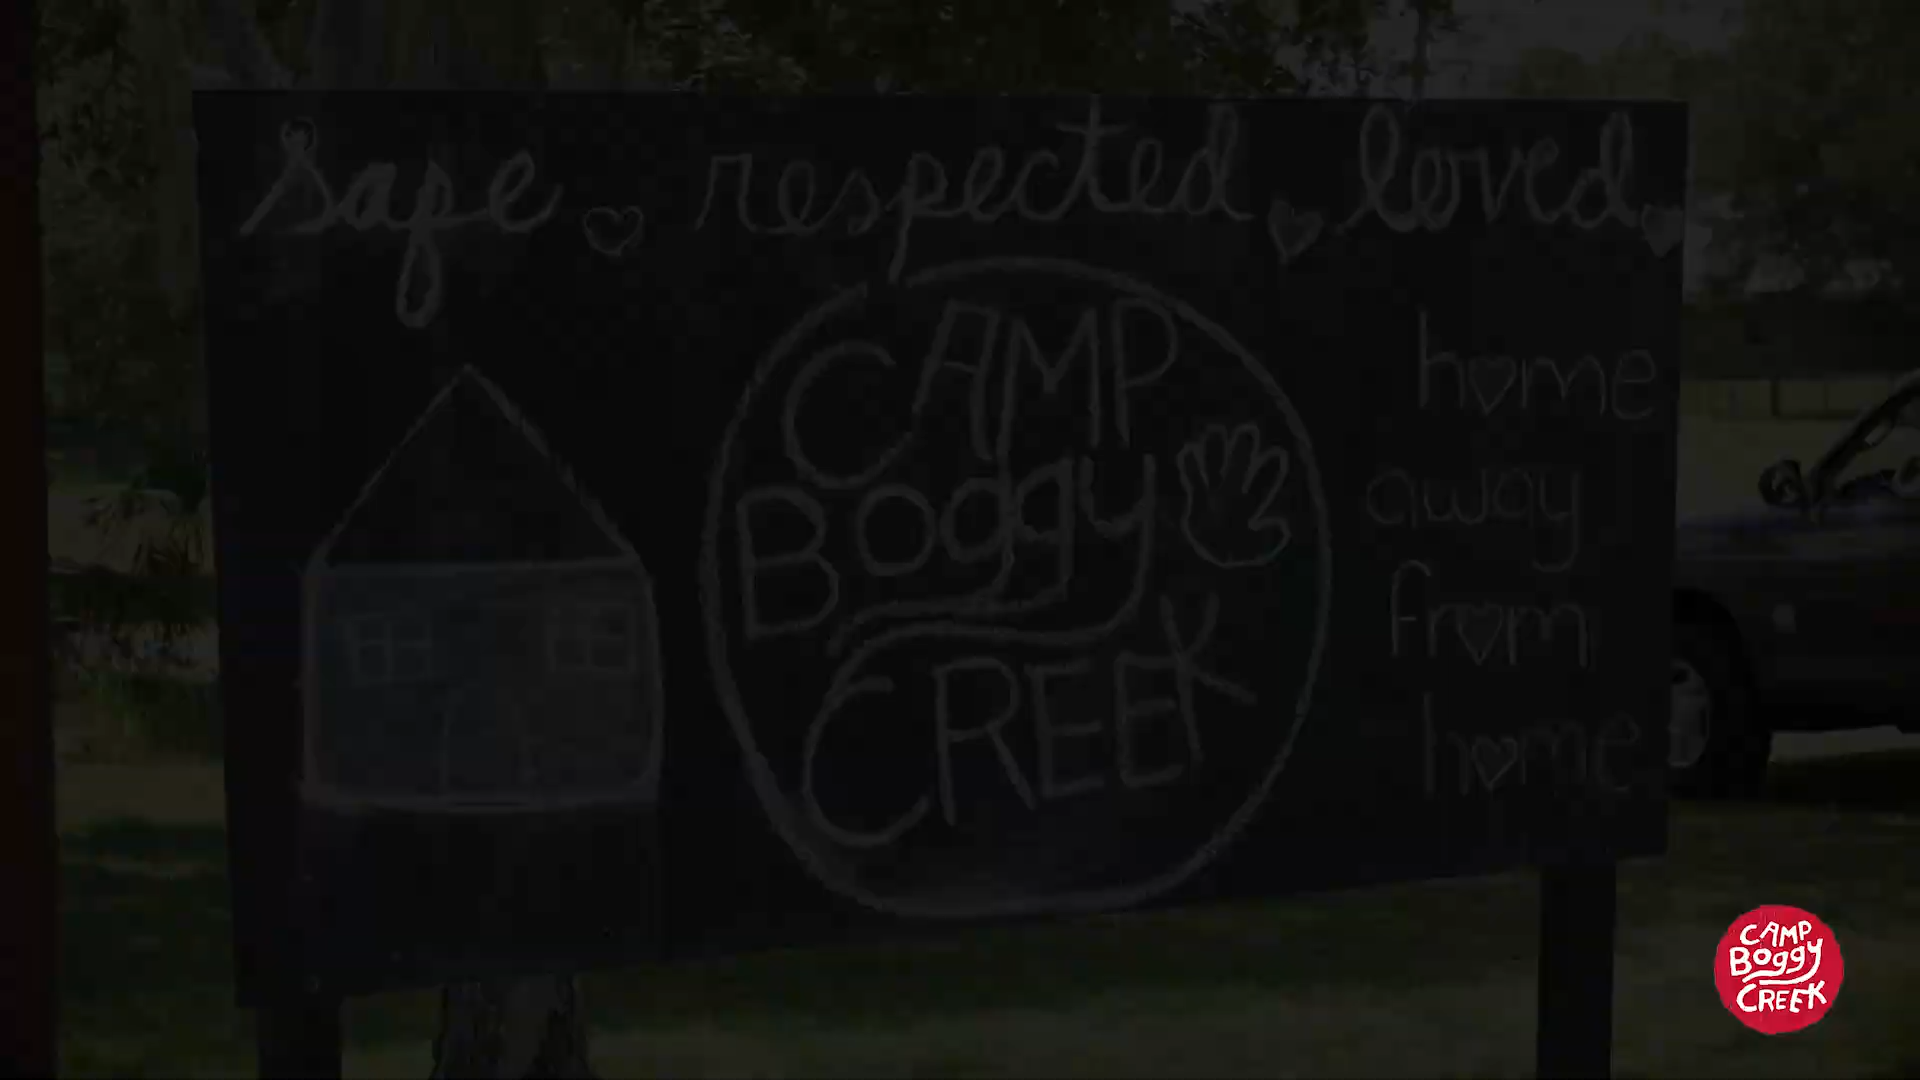 safe respected loved
CAMP
Boggy
CREEK
home
away
from
home
CAMP
Boggy
CREEK